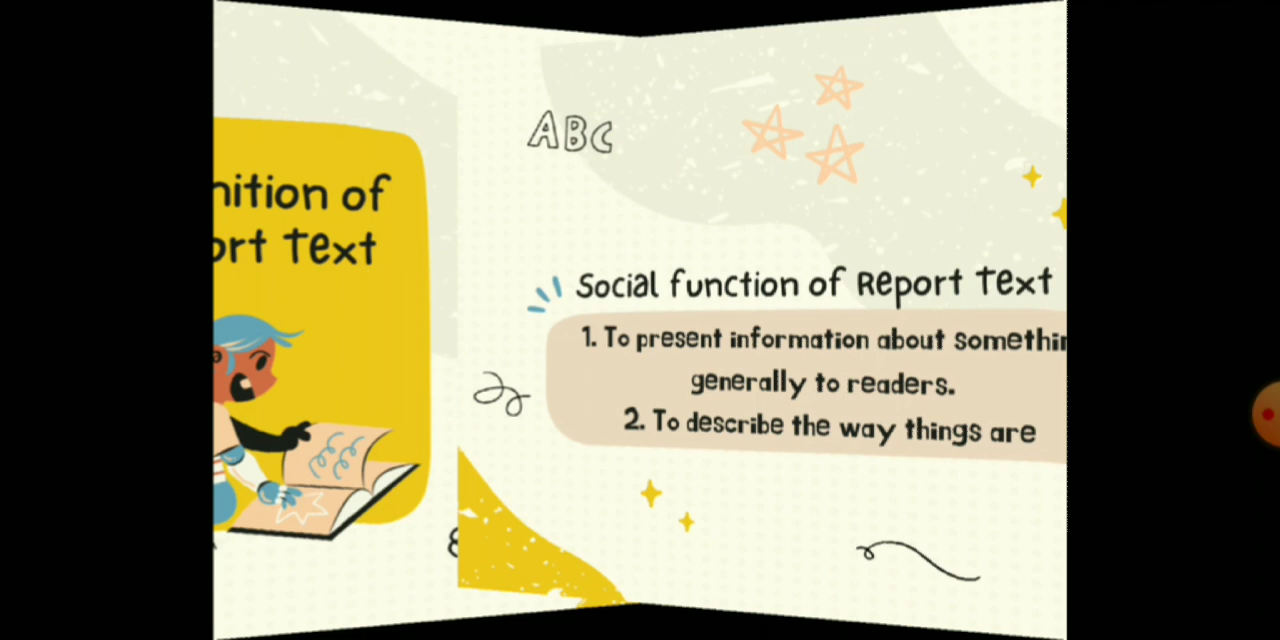 nition of
ort Text
ABC
Social function of Report Text
1. To present information about somethin
generally to readers.
2. To describe the way things are